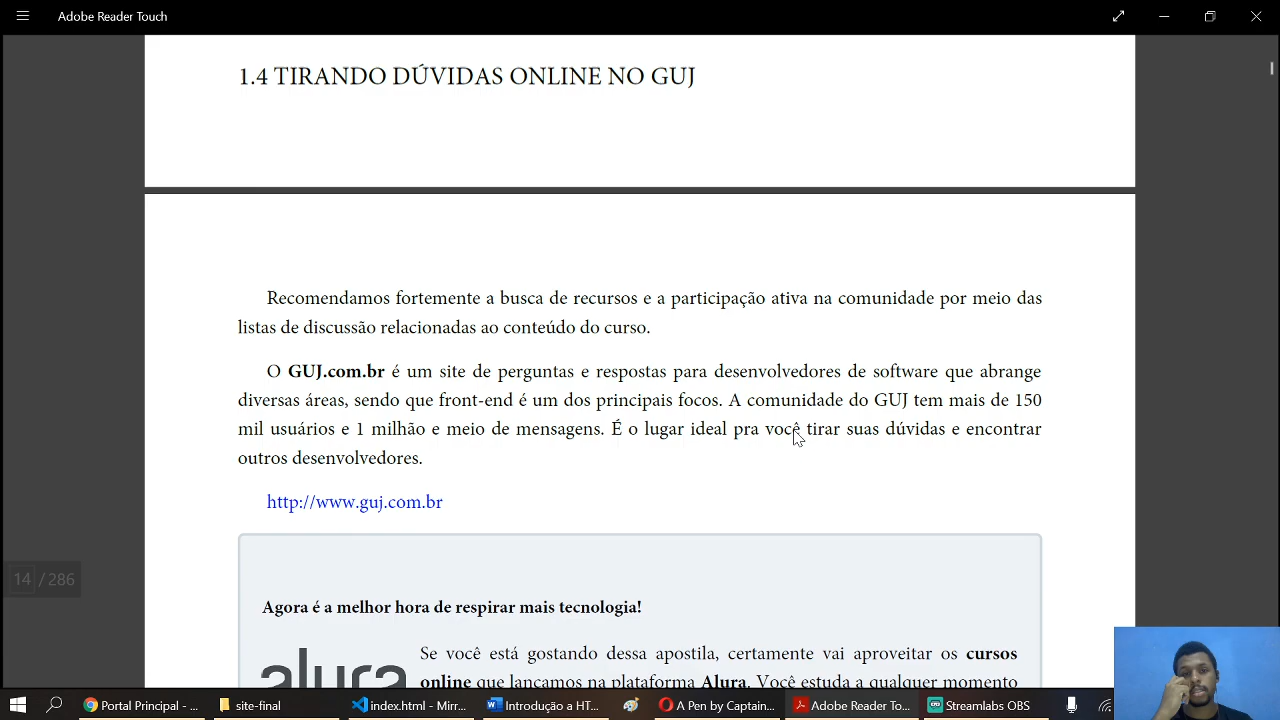 Adobe Reader Touch
1.4 TIRANDO DÚVIDAS ONLINE NO GUJ
Recomendamos fortemente a busca de recursos e a participação ativa na comunidade por meio das
listas de discussão relacionadas ao conteúdo do curso.
O GUJ.com.br é um site de perguntas e respostas para desenvolvedores de software que abrange
diversas áreas, sendo que front-end é um dos principais focos. A comunidade do GUJ tem mais de 150
mil usuários e 1 milhão e meio de mensagens. É o lugar ideal pra você tirar suas dúvidas e encontrar
outros desenvolvedores.
http://www.guj.com.br
14 / 286
Agora é a melhor hora de respirar mais tecnologia!
alura
Se você está gostando dessa apostila, certamente vai aproveitar os cursos
online que lançamos na plataforma Alura. Você estuda a qualquer momento
Portal Principal - ... site-final index.html - Mirr... Introdução a HT... A Pen by Captain... Adobe Reader To... Streamlabs OBS